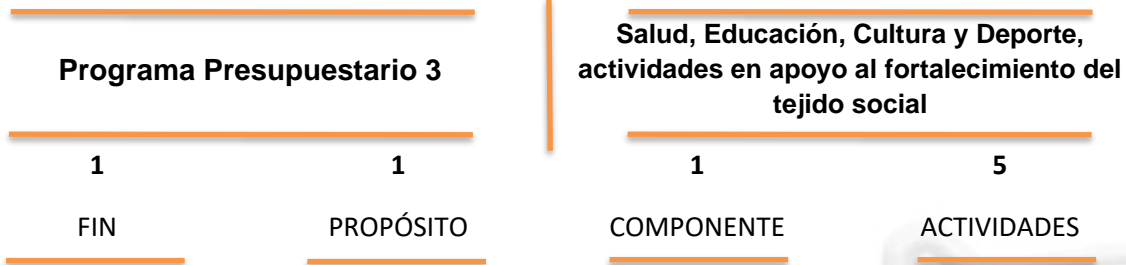 Programa Presupuestario 3
Salud, Educación, Cultura y Deporte,
actividades en apoyo al fortalecimiento del
tejido social
1 1 1 5
FIN PROPÓSITO COMPONENTE ACTIVIDADES